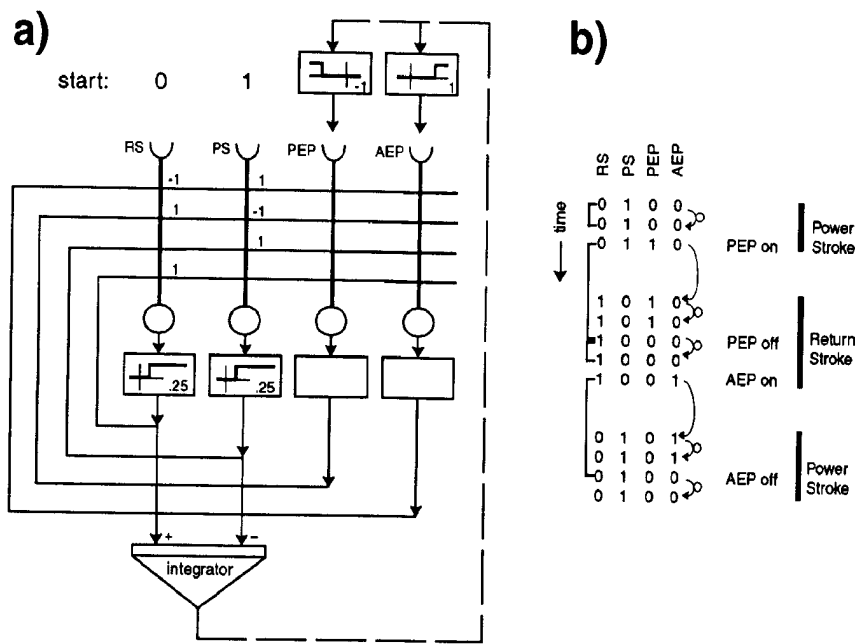 a)
start: 0 1
-1 1
RS PS PEP AEP
-1 1
1 -1
1
1
.25 .25
+ -
integrator
b)
RS PS PEP AEP
time
0 1 0 0
0 1 0 0
0 1 1 0 PEP on
Power Stroke
1 0 1 0
1 0 1 0
1 0 0 0 PEP off
1 0 0 0
1 0 0 1 AEP on
Return Stroke
0 1 0 1
0 1 0 1
0 1 0 0 AEP off
0 1 0 0
Power Stroke